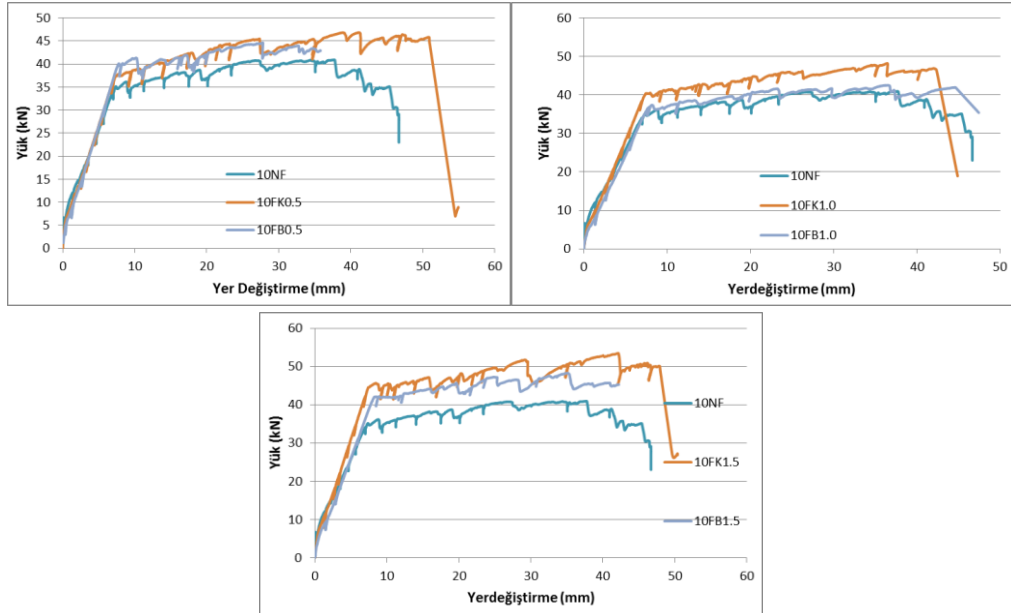 50
45
40
35
30
25
20
15
10
5
0
Yük (kN)
10NF
10FK0.5
10FB0.5
0 10 20 30 40 50 60
Yer Değiştirme (mm)
60
50
40
30
20
10
0
Yük (kN)
10NF
10FK1.0
10FB1.0
0 10 20 30 40 50
Yerdeğiştirme (mm)
60
50
40
30
20
10
0
Yük (kN)
10NF
10FK1.5
10FB1.5
0 10 20 30 40 50 60
Yerdeğiştirme (mm)